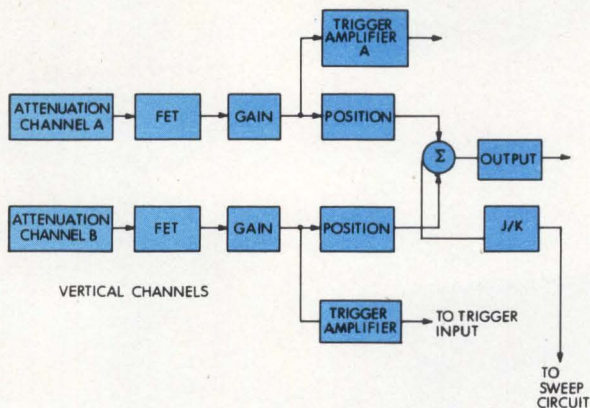 TRIGGER
AMPLIFIER
A
ATTENUATION
CHANNEL A
FET
GAIN
POSITION
Σ
OUTPUT
ATTENUATION
CHANNEL B
FET
GAIN
POSITION
J/K
VERTICAL CHANNELS
TRIGGER
AMPLIFIER
TO TRIGGER
INPUT
TO
SWEEP
CIRCUIT